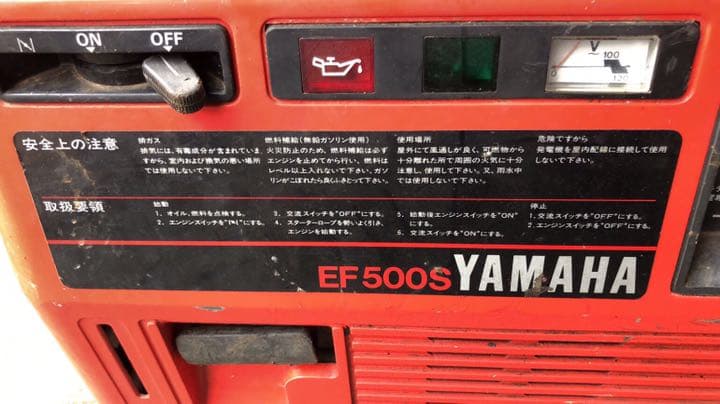 ON OFF
V
100
0
120
安全上の注意
排ガス
排気には、有毒成分が含まれていま
すから、室内および換気の悪い場所
では使用しないで下さい。
燃料補給(無鉛ガソリン使用)
火災防止のため、燃料補給は必ず
エンジンを止めてから行い、燃料は
レベル以上入れないで下さい。ガソ
リンがこぼれたら良くふきとって下さい。
使用場所
屋外にて風通しが良く、可燃物から
十分離れた所で周囲の火気に十分
注意し、使用して下さい。又、雨水中
では使用しないで下さい。
危険ですから
発電機を屋内配線に接続して使用
しないで下さい。
取扱要領
始動
1. オイル、燃料を点検する。
2. エンジンスイッチを"I\I"にする。
3. 交流スイッチを"OFF"にする。
4. スターターロープを勢いよく引き、
エンジンを始動する。
5. 始動後エンジンスイッチを"ON"
にする。
6. 交流スイッチを"ON"にする。
停止
1. 交流スイッチを"OFF"にする。
2. エンジンスイッチを"OFF"にする。
EF500S YAMAHA